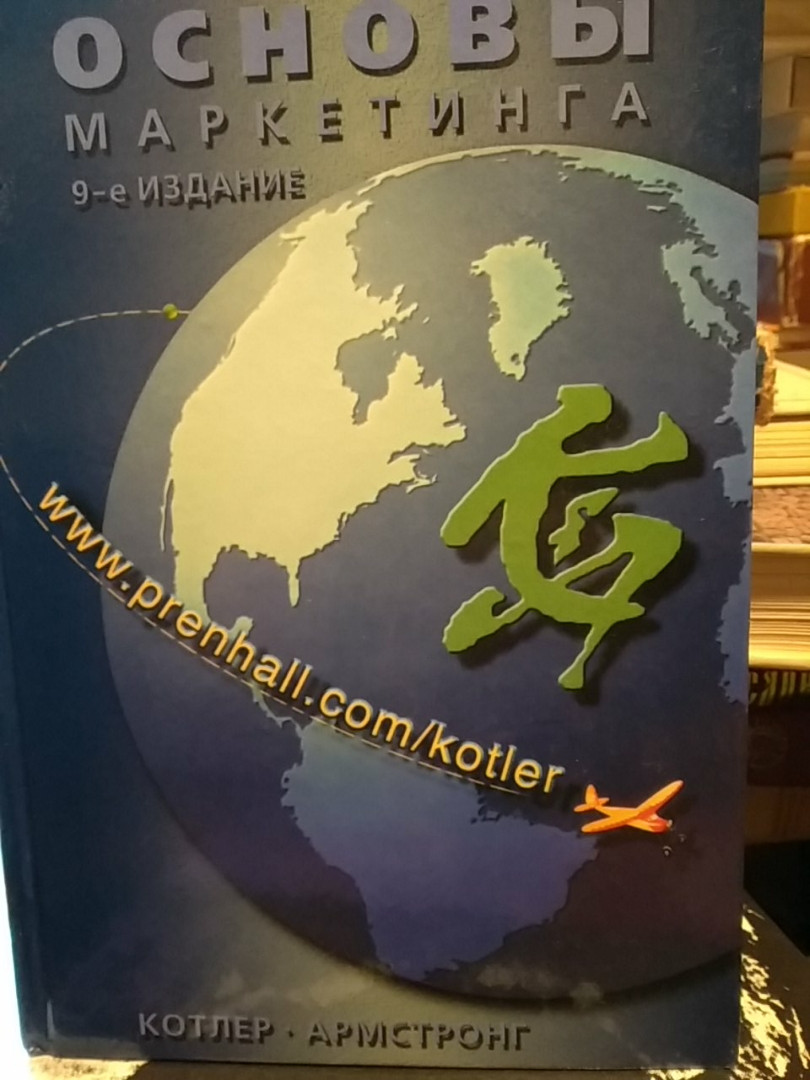 ОСНОВЫ
МАРКЕТИНГА
9-е ИЗДАНИЕ
www.prenhall.com/kotler
КОТЛЕР · АРМСТРОНГ